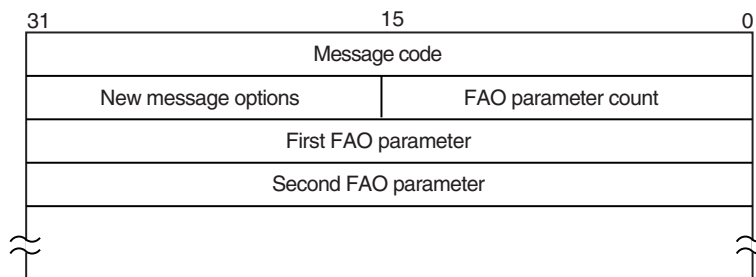 31 15 0
Message code
New message options FAO parameter count
First FAO parameter
Second FAO parameter